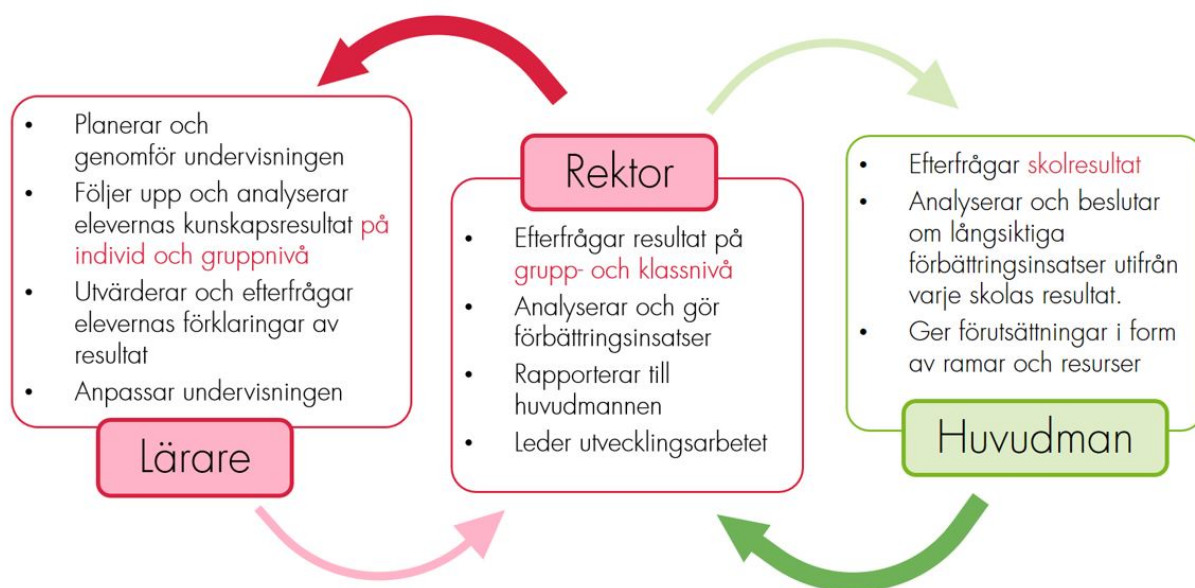 • Planerar och
genomför undervisningen
• Följer upp och analyserar
elevernas kunskapsresultat på
individ och gruppnivå
• Utvärderar och efterfrågar
elevernas förklaringar av
resultat
• Anpassar undervisningen
Lärare
Rektor
• Efterfrågar resultat på
grupp- och klassnivå
• Analyserar och gör
förbättringsinsatser
• Rapporterar till
huvudmannen
• Leder utvecklingsarbetet
• Efterfrågar skolresultat
• Analyserar och beslutar
om långsiktiga
förbättringsinsatser utifrån
varje skolas resultat.
• Ger förutsättningar i form
av ramar och resurser
Huvudman